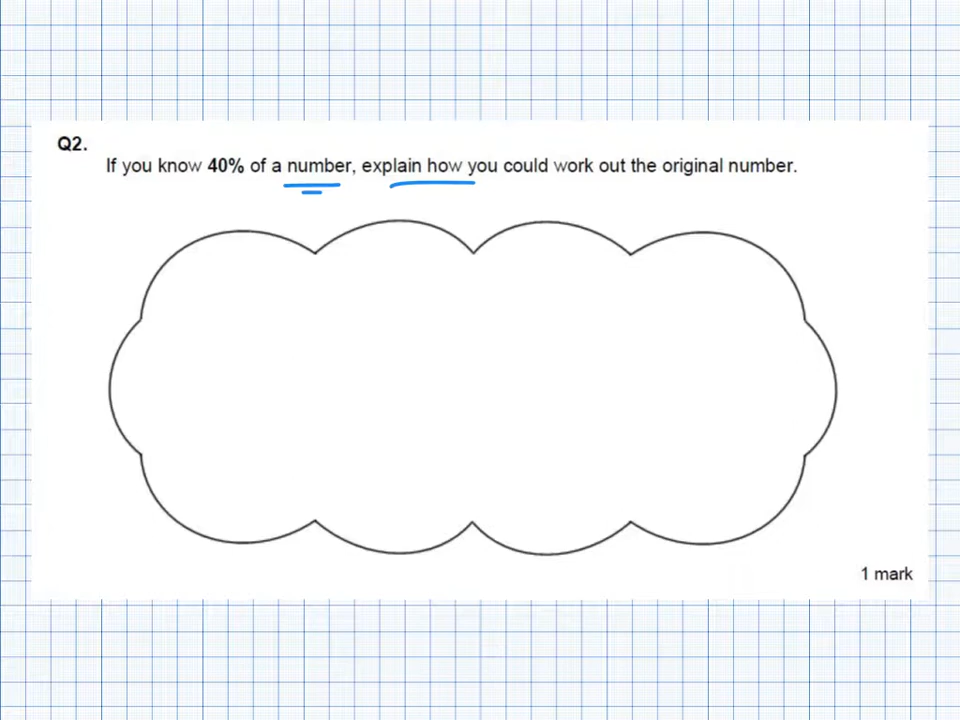 Q2.
If you know 40% of a number, explain how you could work out the original number.
1 mark